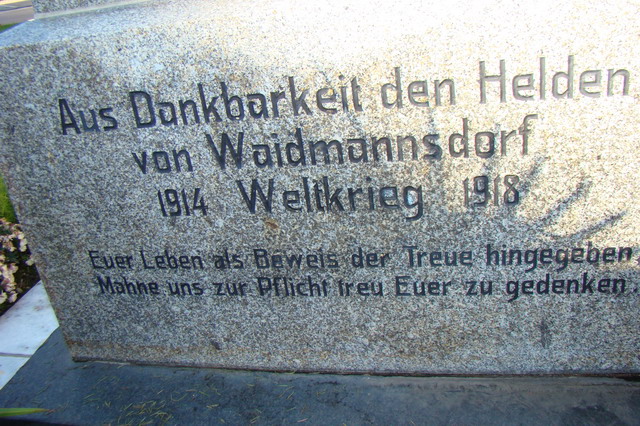 Aus Dankbarkeit den Helden
von Waidmannsdorf
1914 Weltkrieg 1918
Euer Leben als Beweis der Treue hingegeben,
Mahne uns zur Pflicht treu Euer zu gedenken.